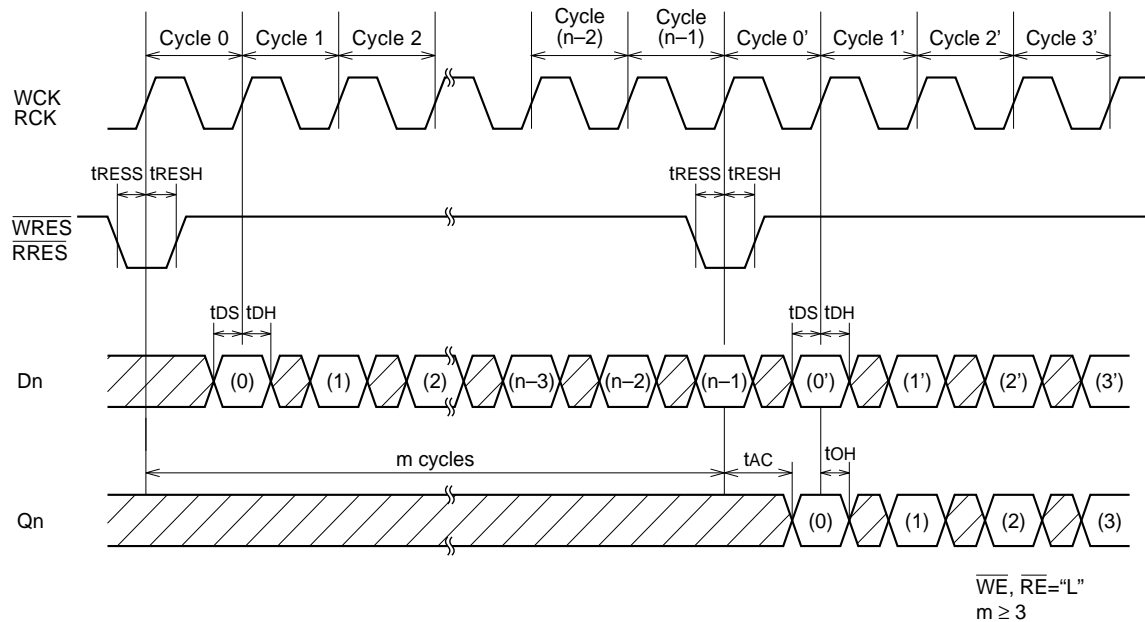 Cycle 0 Cycle 1 Cycle 2 Cycle (n–2) Cycle (n–1) Cycle 0' Cycle 1' Cycle 2' Cycle 3'
WCK
RCK
tRESS tRESH tRESS tRESH
WRES
RRES
tDS tDH tDS tDH
Dn (0) (1) (2) (n–3) (n–2) (n–1) (0') (1') (2') (3')
m cycles tAC tOH
Qn (0) (1) (2) (3)
WE, RE=“L”
m ≥ 3